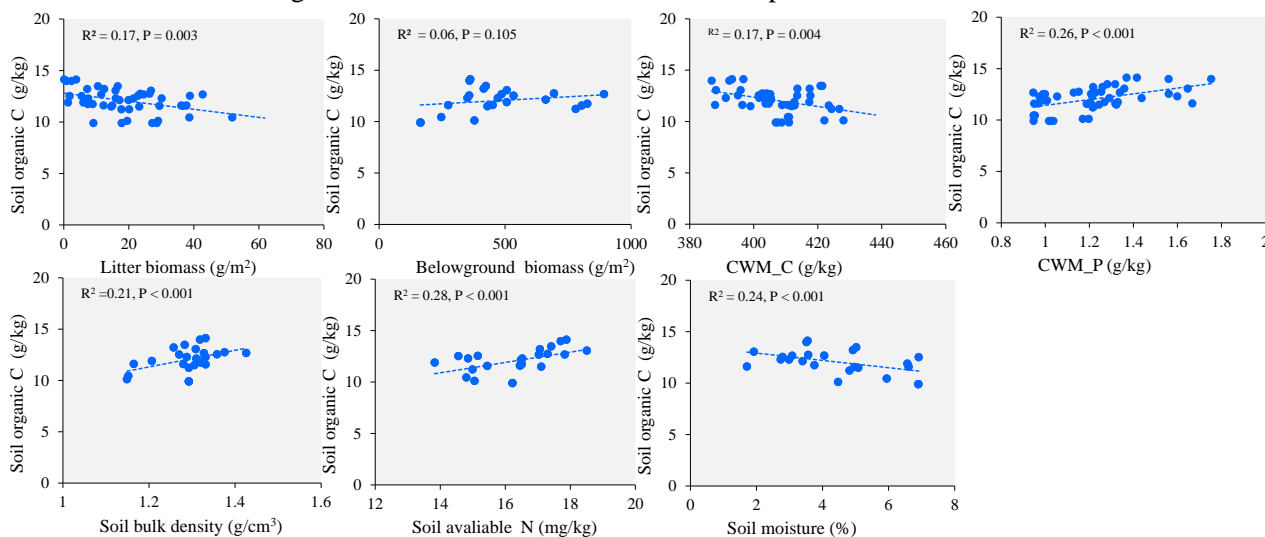 R² = 0.17, P = 0.003
Soil organic C (g/kg)
20
15
10
5
0
0 20 40 60 80
Litter biomass (g/m²)
R² = 0.06, P = 0.105
Soil organic C (g/kg)
20
15
10
5
0
0 500 1000
Belowground biomass (g/m²)
R² = 0.17, P = 0.004
Soil organic C (g/kg)
20
15
10
5
0
380 400 420 440 460
CWM_C (g/kg)
R² = 0.26, P < 0.001
Soil organic C (g/kg)
20
15
10
5
0
0.8 1 1.2 1.4 1.6 1.8 2
CWM_P (g/kg)
R² =0.21, P < 0.001
Soil organic C (g/kg)
20
15
10
5
0
1 1.2 1.4 1.6
Soil bulk density (g/cm³)
R² = 0.28, P < 0.001
Soil organic C (g/kg)
20
15
10
5
0
12 14 16 18 20
Soil avaliable N (mg/kg)
R² = 0.24, P < 0.001
Soil organic C (g/kg)
20
15
10
5
0
0 2 4 6 8
Soil moisture (%)